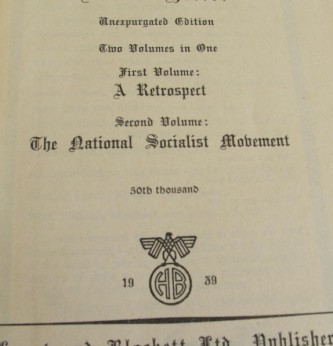 Unexpurgated Edition
Two Volumes in One
First Volume:
A Retrospect
Second Volume:
The National Socialist Movement
50th thousand
HB
19 39
Blackett Ltd. Publisher